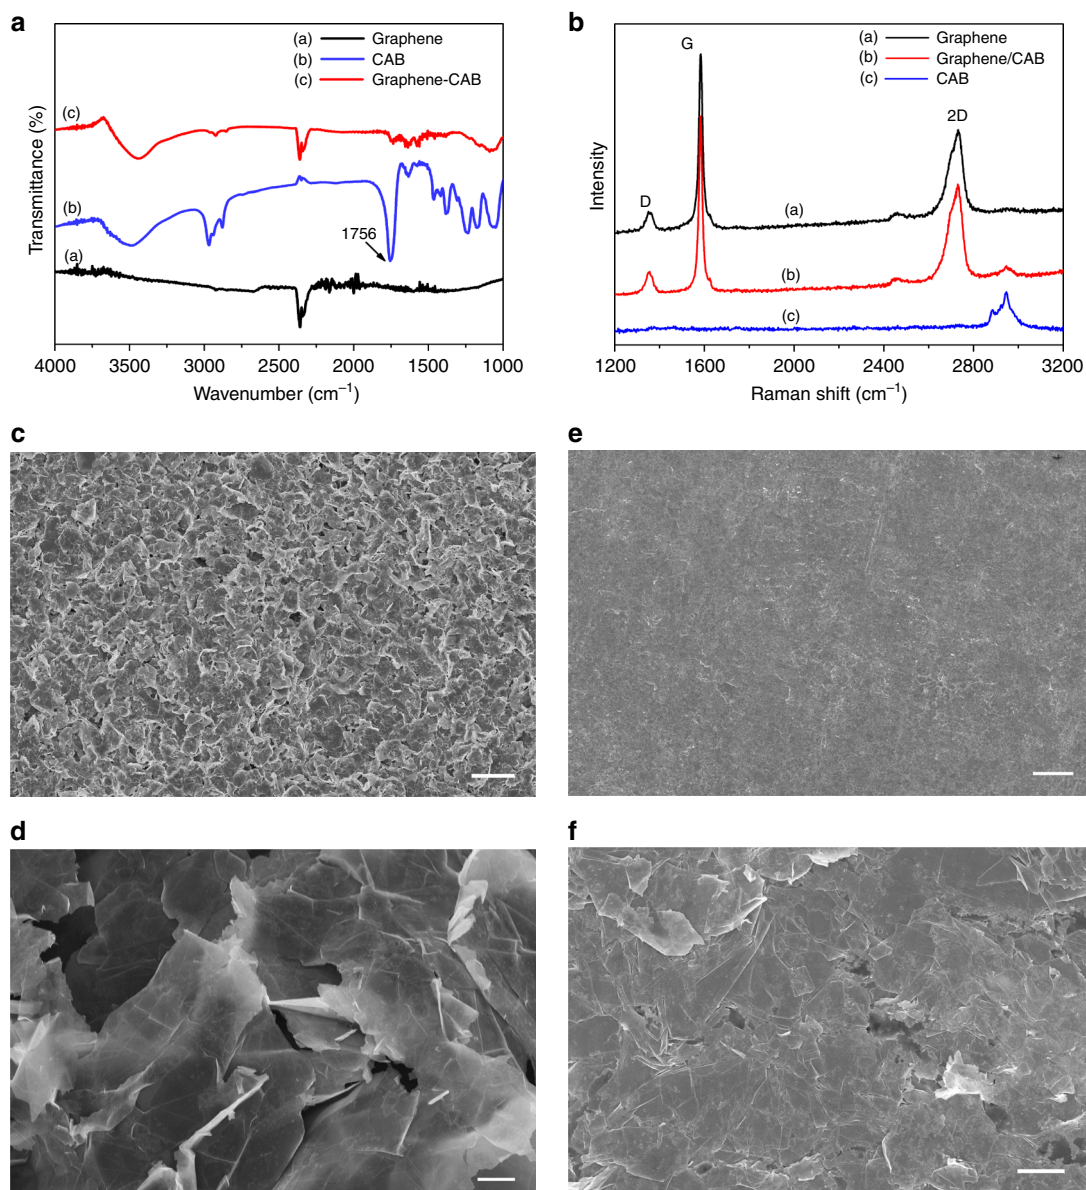 a
(a) Graphene
(b) CAB
(c) Graphene-CAB
(c)
(b)
(a)
1756
Transmittance (%)
4000 3500 3000 2500 2000 1500 1000
Wavenumber (cm–1)
b
(a) Graphene
(b) Graphene/CAB
(c) CAB
G
2D
D
(a)
(b)
(c)
Intensity
1200 1600 2000 2400 2800 3200
Raman shift (cm–1)
c
e
d
f